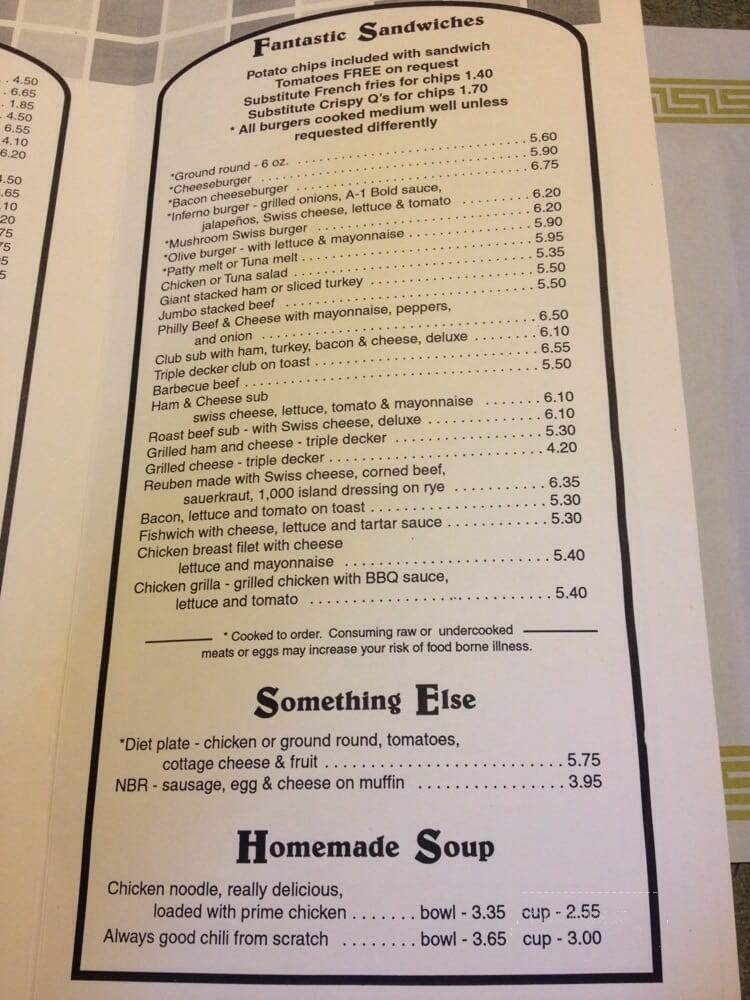 . . 4.50
. . 6.65
. . 1.85
. 4.50
6.55
4.10
6.20
.50
.65
.10
20
75
75
5
5
Fantastic Sandwiches
Potato chips included with sandwich
Tomatoes FREE on request
Substitute French fries for chips 1.40
Substitute Crispy Q's for chips 1.70
* All burgers cooked medium well unless
requested differently
*Ground round - 6 oz. . . . . . . . . . . . . . . . . . . . . . . . . 5.60
*Cheeseburger . . . . . . . . . . . . . . . . . . . . . . . . . . . . 5.90
*Bacon cheeseburger . . . . . . . . . . . . . . . . . . . . . . . 6.75
*Inferno burger - grilled onions, A-1 Bold sauce,
jalapeños, Swiss cheese, lettuce & tomato . . . . . . . . . 6.20
*Mushroom Swiss burger . . . . . . . . . . . . . . . . . . . . . 6.20
*Olive burger - with lettuce & mayonnaise . . . . . . . . . . . 5.90
*Patty melt or Tuna melt . . . . . . . . . . . . . . . . . . . . . 5.95
Chicken or Tuna salad . . . . . . . . . . . . . . . . . . . . . . 5.35
Giant stacked ham or sliced turkey . . . . . . . . . . . . . . 5.50
Jumbo stacked beef . . . . . . . . . . . . . . . . . . . . . . . . 5.50
Philly Beef & Cheese with mayonnaise, peppers,
and onion . . . . . . . . . . . . . . . . . . . . . . . . . . . . 6.50
Club sub with ham, turkey, bacon & cheese, deluxe . . . . . . . 6.10
Triple decker club on toast . . . . . . . . . . . . . . . . . . . 6.55
Barbecue beef . . . . . . . . . . . . . . . . . . . . . . . . . . . 5.50
Ham & Cheese sub
swiss cheese, lettuce, tomato & mayonnaise . . . . . . . 6.10
Roast beef sub - with Swiss cheese, deluxe . . . . . . . . . . . 6.10
Grilled ham and cheese - triple decker . . . . . . . . . . . . . 5.30
Grilled cheese - triple decker . . . . . . . . . . . . . . . . . . 4.20
Reuben made with Swiss cheese, corned beef,
sauerkraut, 1,000 island dressing on rye . . . . . . . . . . 6.35
Bacon, lettuce and tomato on toast . . . . . . . . . . . . . . . 5.30
Fishwich with cheese, lettuce and tartar sauce . . . . . . . . . 5.30
Chicken breast filet with cheese
lettuce and mayonnaise . . . . . . . . . . . . . . . . . . . . 5.40
Chicken grilla - grilled chicken with BBQ sauce,
lettuce and tomato . . . . . . . . . . . . . . . . . . . . . . 5.40
* Cooked to order. Consuming raw or undercooked
meats or eggs may increase your risk of food borne illness.
Something Else
*Diet plate - chicken or ground round, tomatoes,
cottage cheese & fruit . . . . . . . . . . . . . . . . . . . . . . 5.75
NBR - sausage, egg & cheese on muffin . . . . . . . . . . . . . 3.95
Homemade Soup
Chicken noodle, really delicious,
loaded with prime chicken . . . . . . . bowl - 3.35 cup - 2.55
Always good chili from scratch . . . . . . . . bowl - 3.65 cup - 3.00